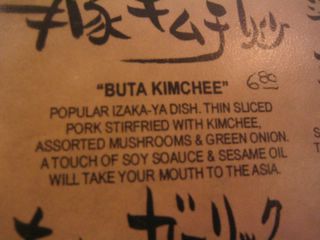 豚キムチ炒
"BUTA KIMCHEE" 6.80
POPULAR IZAKA-YA DISH. THIN SLICED
PORK STIRFRIED WITH KIMCHEE,
ASSORTED MUSHROOMS & GREEN ONION.
A TOUCH OF SOY SOAUCE & SESAME OIL
WILL TAKE YOUR MOUTH TO THE ASIA.
ガーリック